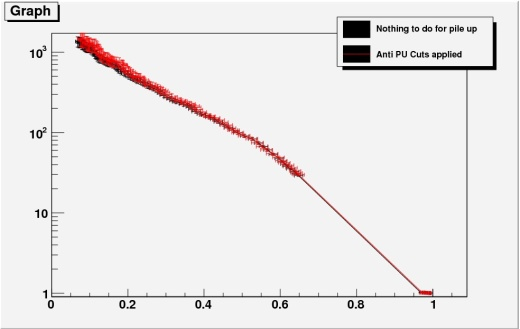 Graph
Nothing to do for pile up
Anti PU Cuts applied
10³
10²
10
1
0 0.2 0.4 0.6 0.8 1